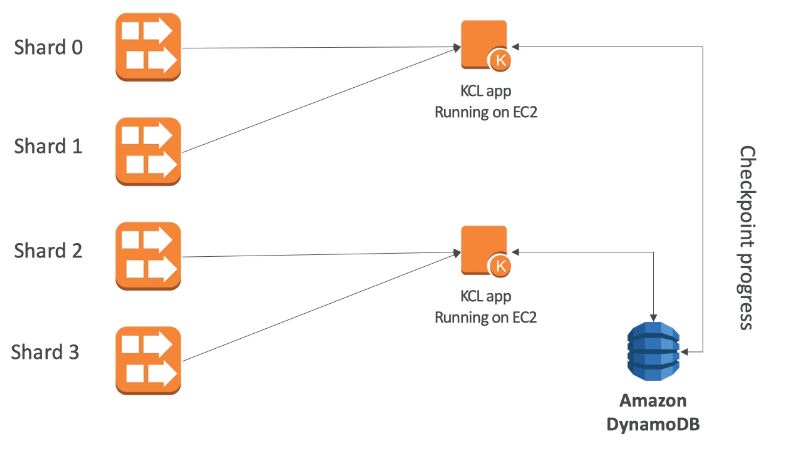 Shard 0
K
KCL app
Running on EC2
Shard 1
Checkpoint progress
Shard 2
K
KCL app
Running on EC2
Shard 3
Amazon
DynamoDB